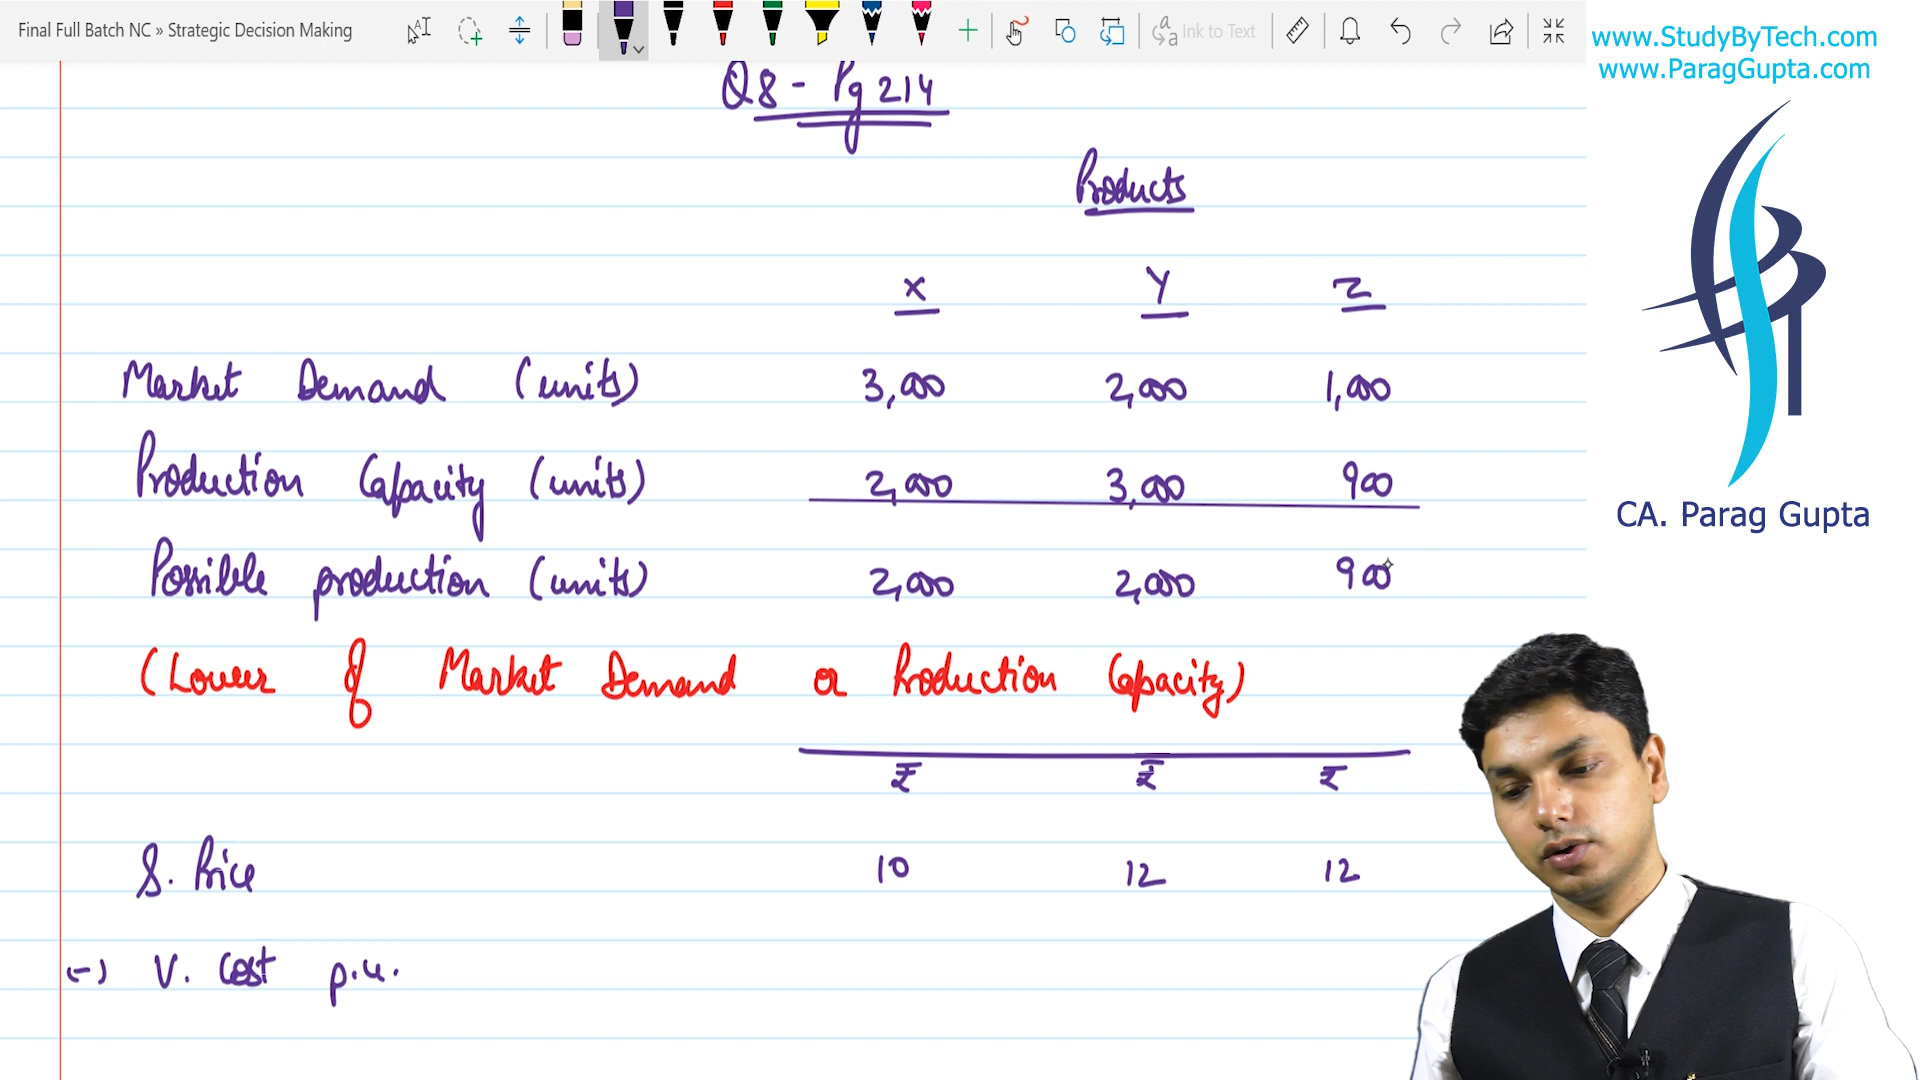 Final Full Batch NC » Strategic Decision Making
Ink to Text
www.StudyByTech.com
www.ParagGupta.com
Q8 - Pg 214
Products
X Y Z
Market Demand (units) 3,000 2,000 1,000
Production Capacity (units) 2,000 3,000 900
CA. Parag Gupta
Possible production (units) 2,000 2,000 900
(Lower of Market Demand or Production Capacity)
₹ ₹ ₹
S. Price 10 12 12
(-) V. Cost p.u.